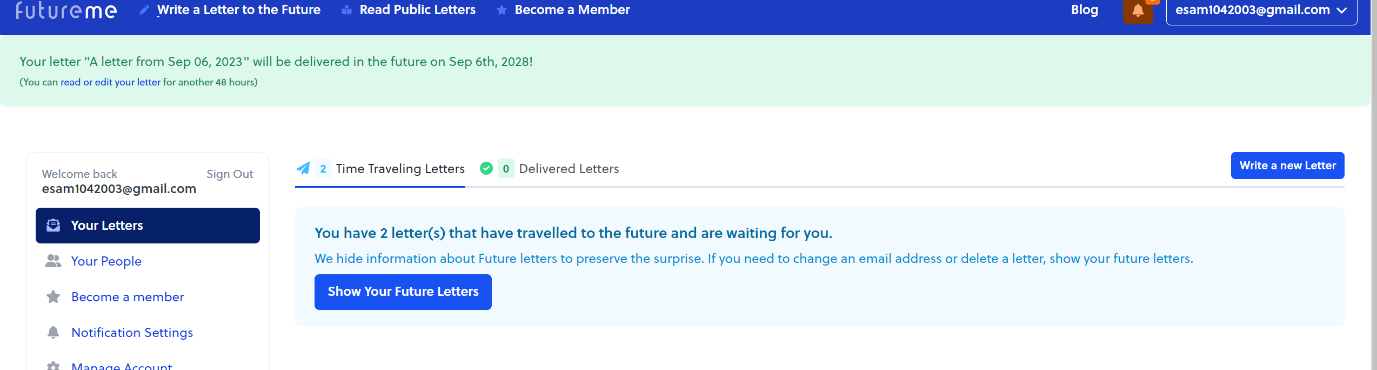 futureme Write a Letter to the Future Read Public Letters Become a Member Blog esam1042003@gmail.com
Your letter "A letter from Sep 06, 2023" will be delivered in the future on Sep 6th, 2028!
(You can read or edit your letter for another 48 hours)
Welcome back Sign Out
esam1042003@gmail.com
Your Letters
Your People
Become a member
Notification Settings
Manage Account
2 Time Traveling Letters 0 Delivered Letters Write a new Letter
You have 2 letter(s) that have travelled to the future and are waiting for you.
We hide information about Future letters to preserve the surprise. If you need to change an email address or delete a letter, show your future letters.
Show Your Future Letters